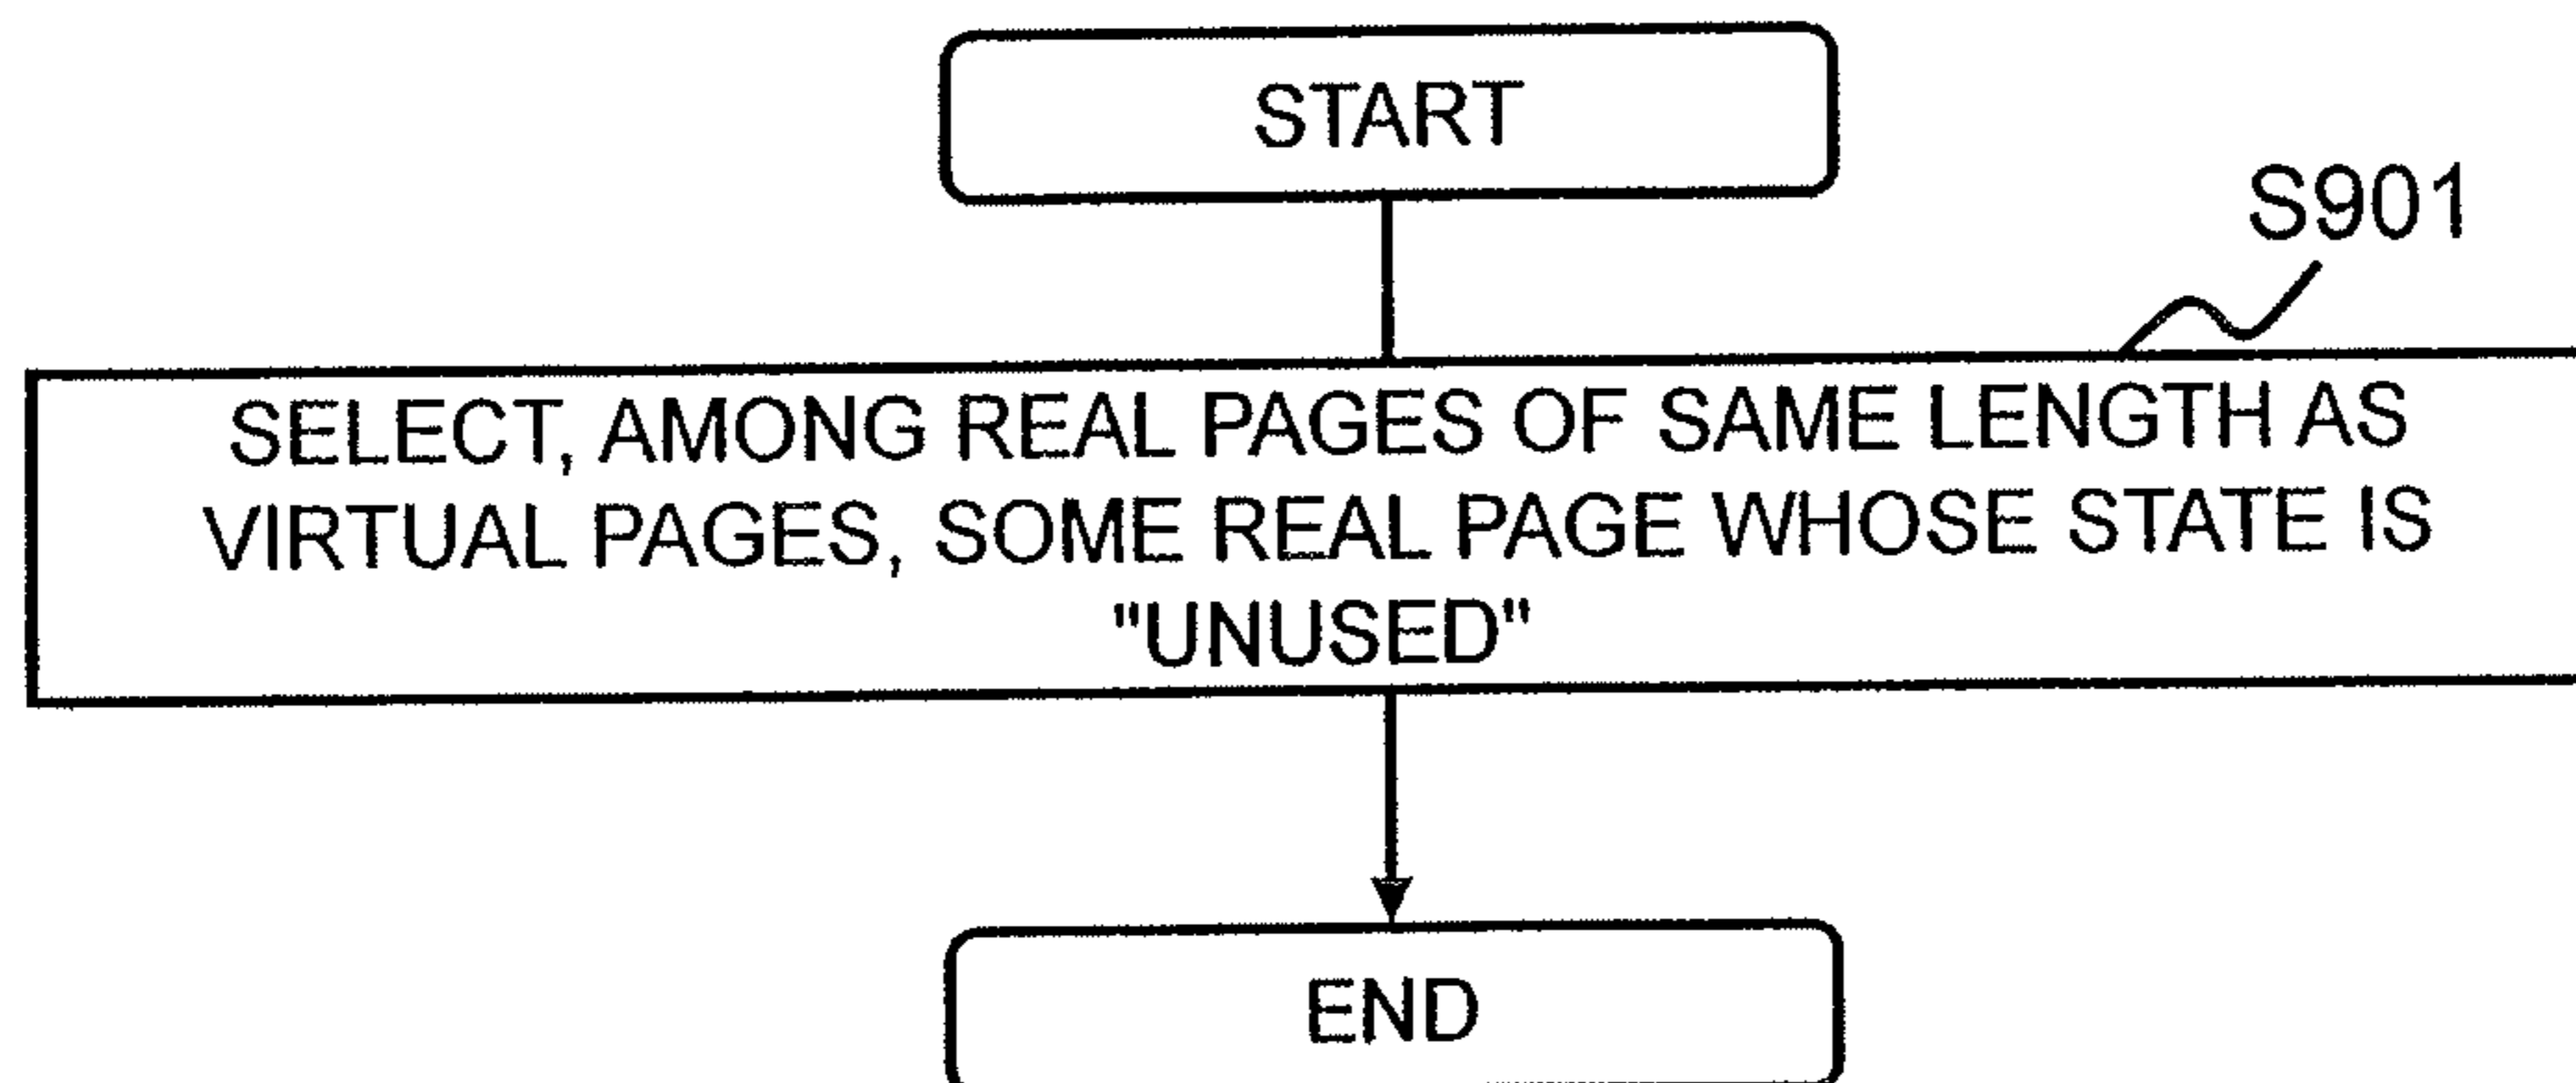 START
S901
SELECT, AMONG REAL PAGES OF SAME LENGTH AS
VIRTUAL PAGES, SOME REAL PAGE WHOSE STATE IS
"UNUSED"
END